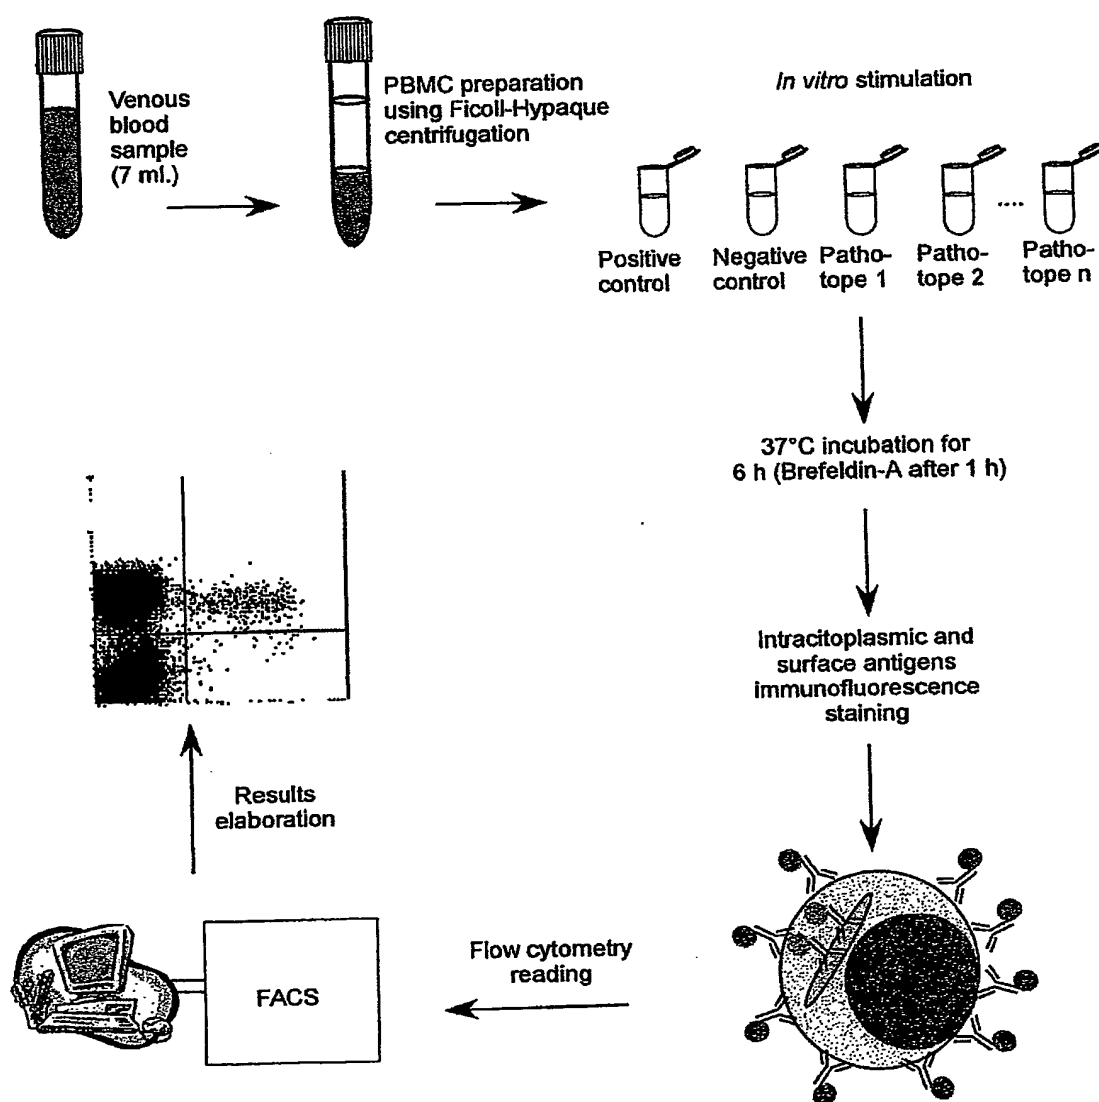 Venous
blood
sample
(7 ml.)
PBMC preparation
using Ficoll-Hypaque
centrifugation
In vitro stimulation
Positive
control
Negative
control
Patho-
tope 1
Patho-
tope 2
....
Patho-
tope n
37°C incubation for
6 h (Brefeldin-A after 1 h)
Intracitoplasmic and
surface antigens
immunofluorescence
staining
Flow cytometry
reading
FACS
Results
elaboration